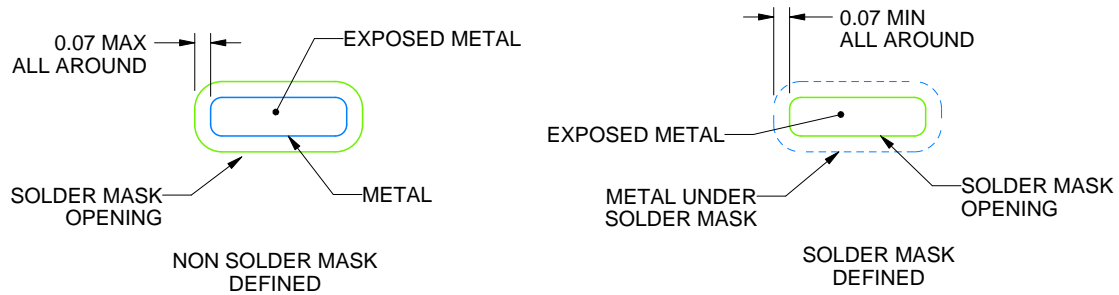 0.07 MAX
ALL AROUND
EXPOSED METAL
SOLDER MASK
OPENING
METAL
NON SOLDER MASK
DEFINED
0.07 MIN
ALL AROUND
EXPOSED METAL
METAL UNDER
SOLDER MASK
SOLDER MASK
OPENING
SOLDER MASK
DEFINED